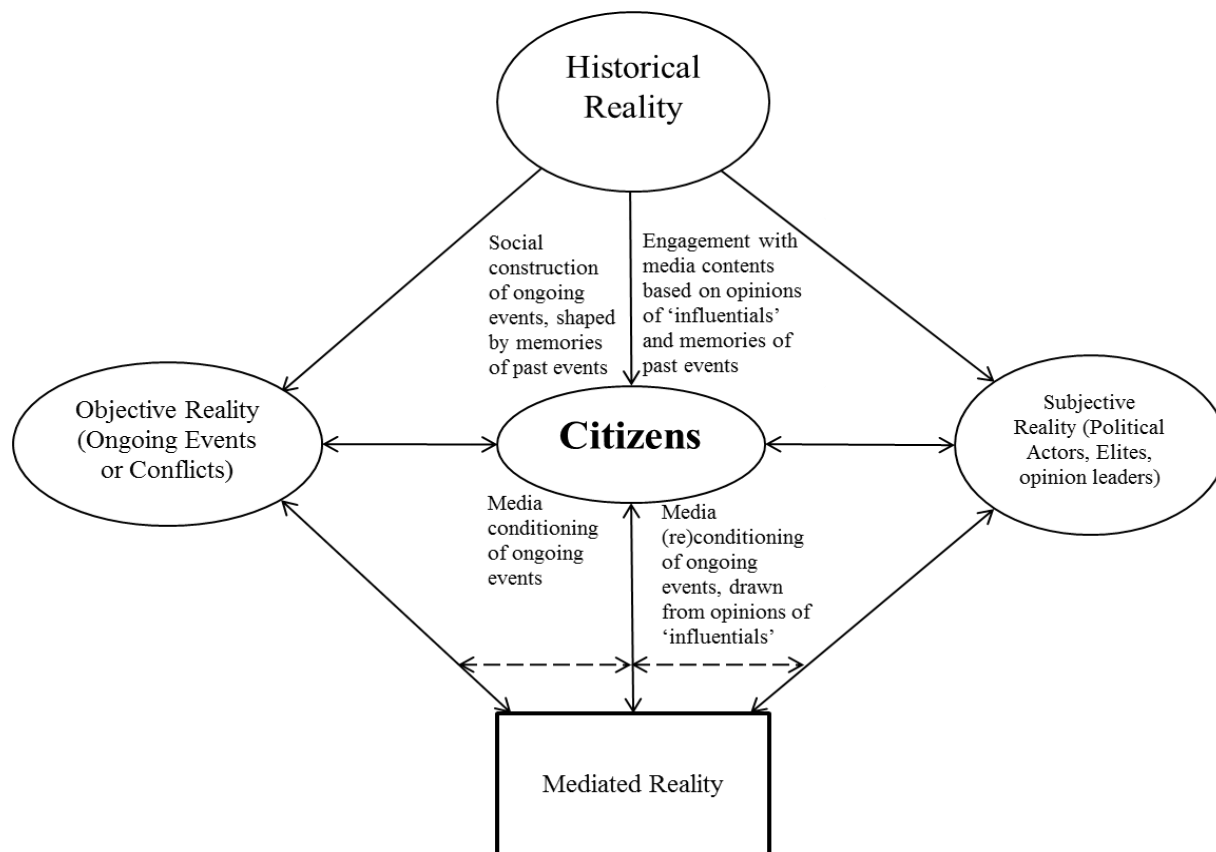 Historical
Reality
Social
construction
of ongoing
events, shaped
by memories
of past events
Engagement with
media contents
based on opinions
of ‘influentials’
and memories of
past events
Objective Reality
(Ongoing Events
or Conflicts)
Citizens
Subjective
Reality (Political
Actors, Elites,
opinion leaders)
Media
conditioning
of ongoing
events
Media
(re)conditioning
of ongoing
events, drawn
from opinions of
‘influentials’
Mediated Reality